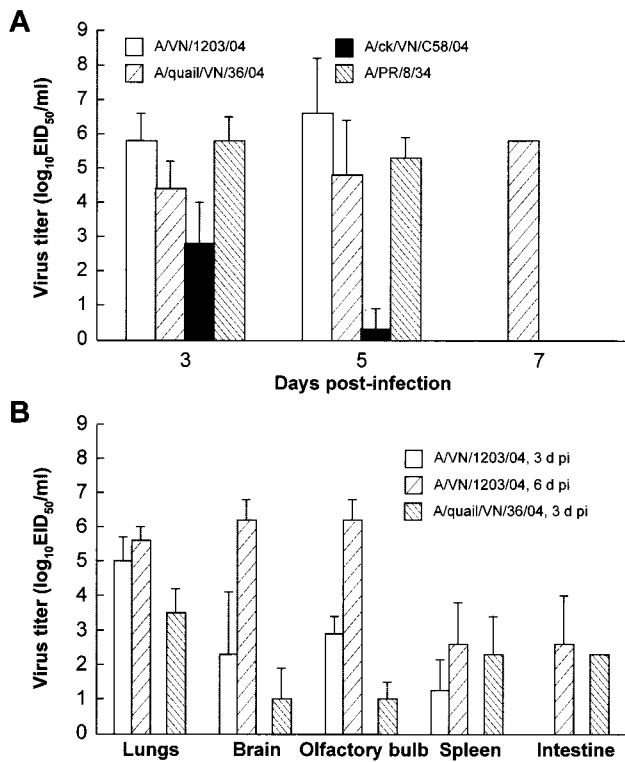 A
Virus titer (log10EID50/ml)
9
8
7
6
5
4
3
2
1
0
A/VN/1203/04
A/quail/VN/36/04
A/ck/VN/C58/04
A/PR/8/34
3 5 7
Days post-infection
B
Virus titer (log10EID50/ml)
9
8
7
6
5
4
3
2
1
0
A/VN/1203/04, 3 d pi
A/VN/1203/04, 6 d pi
A/quail/VN/36/04, 3 d pi
Lungs Brain Olfactory bulb Spleen Intestine